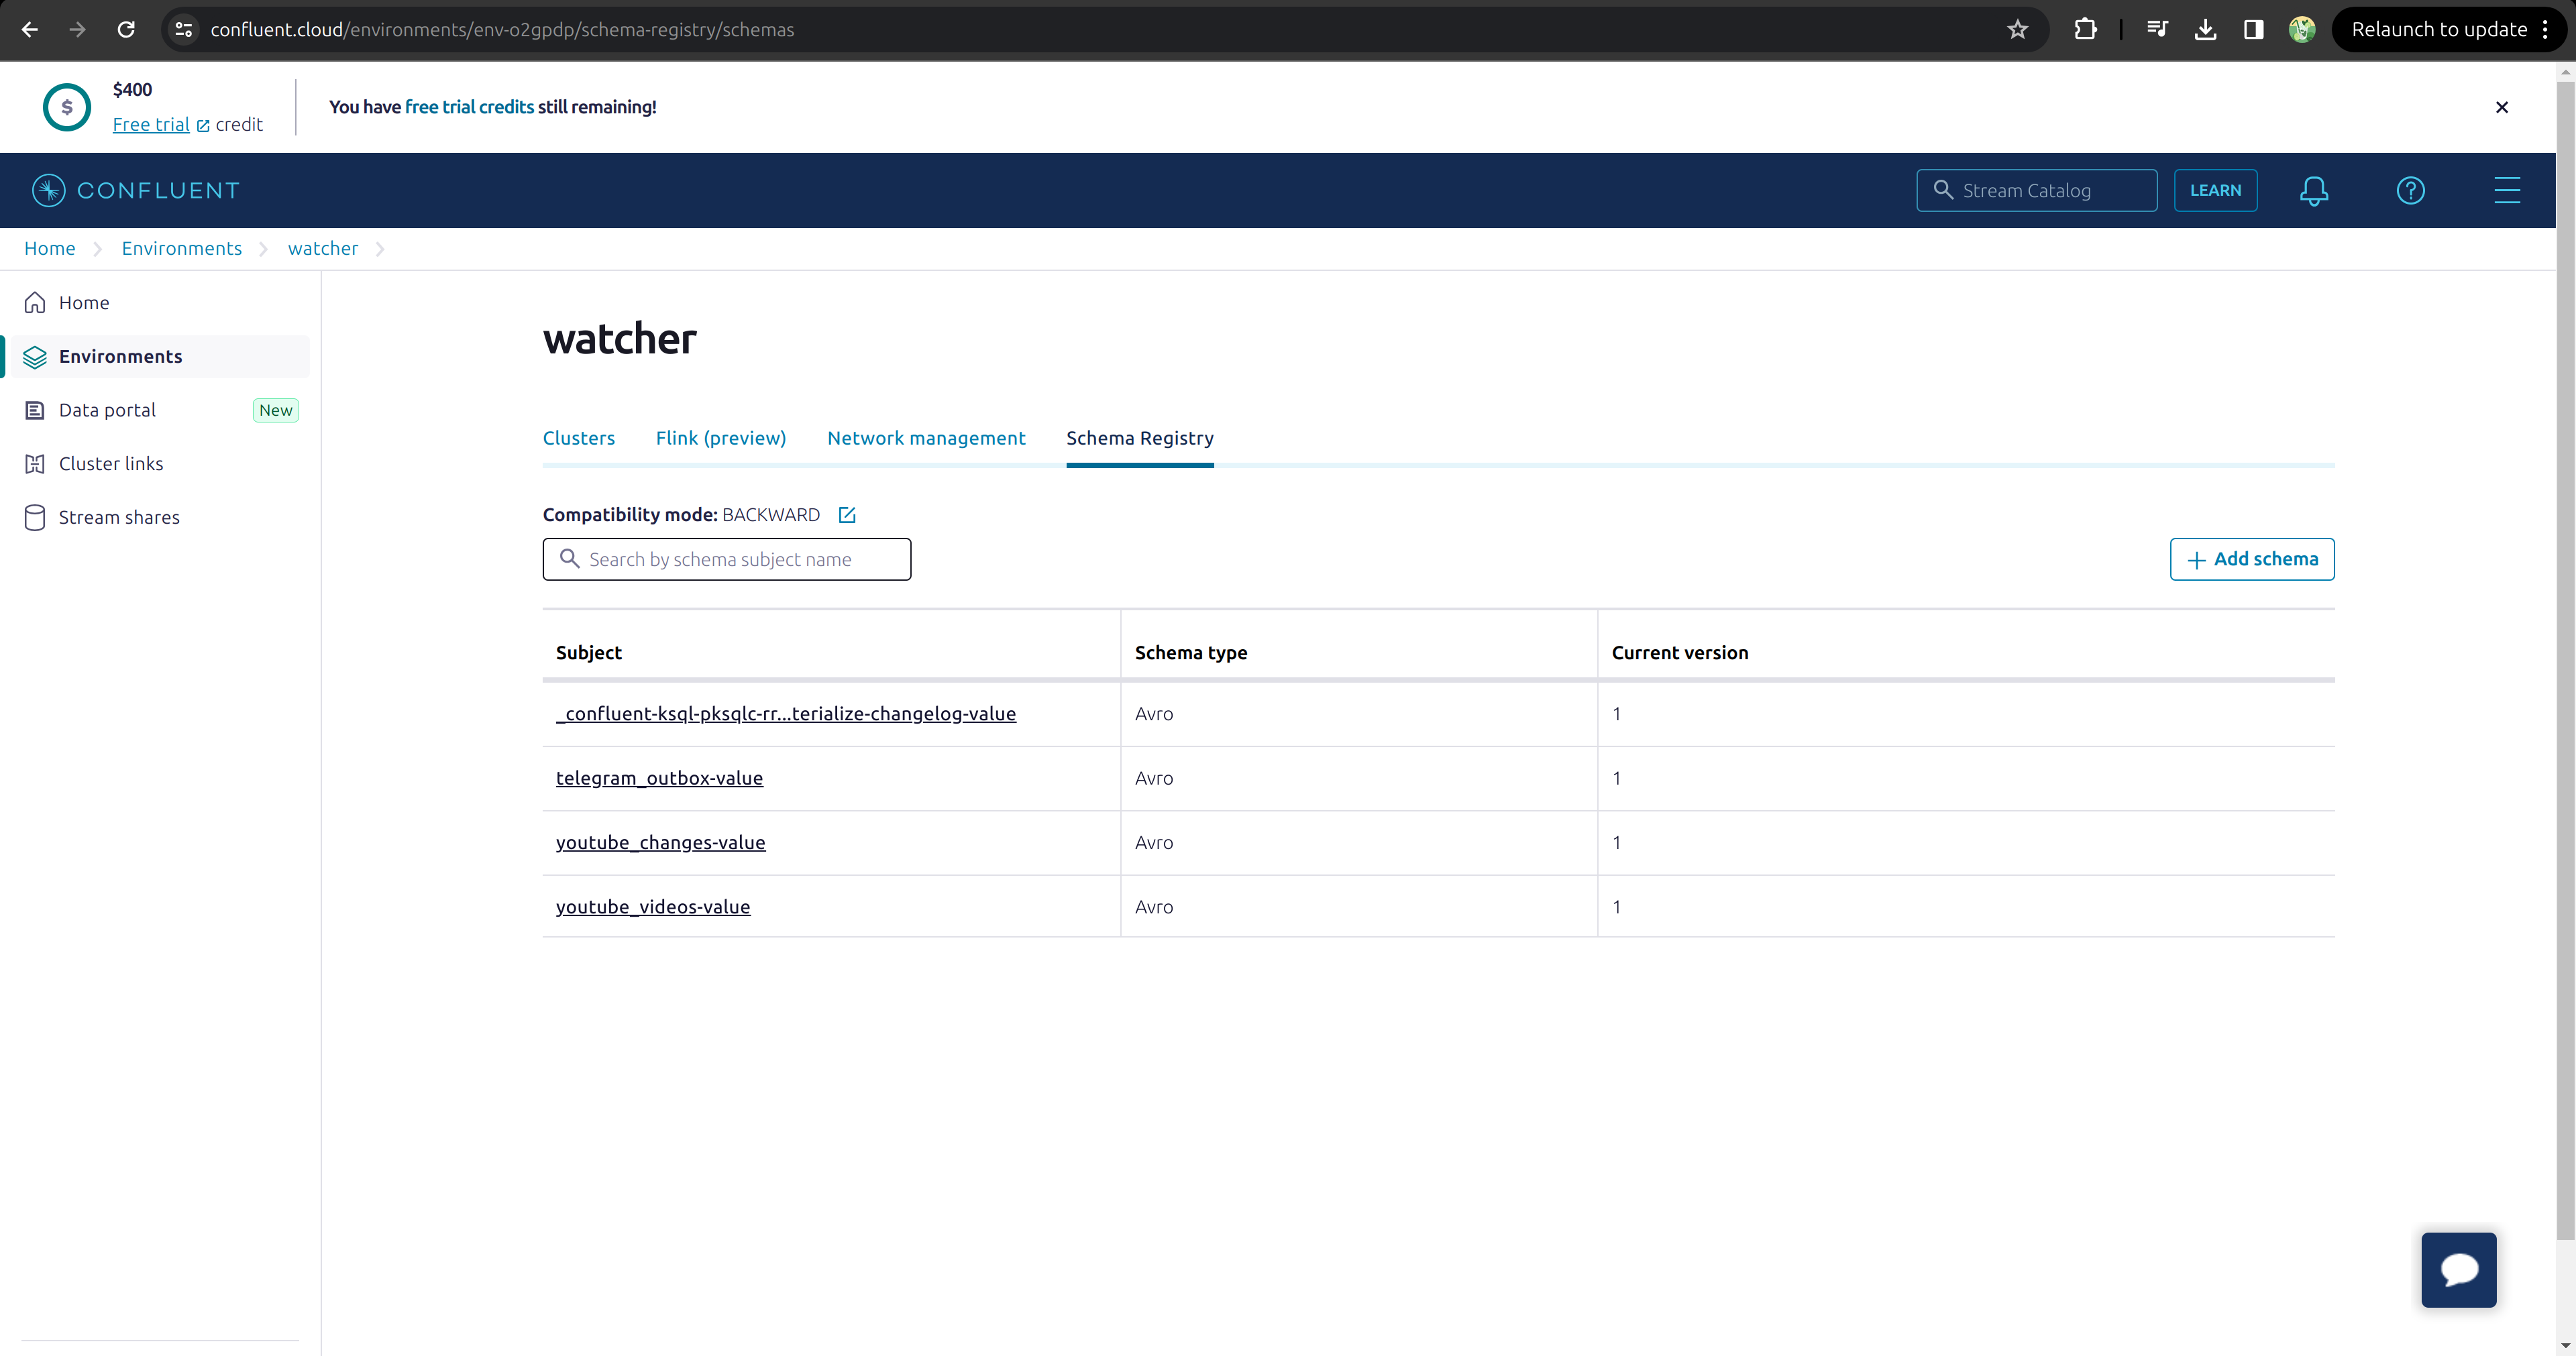 confluent.cloud/environments/env-o2gpdp/schema-registry/schemas
Relaunch to update
$
$400
Free trial credit
You have free trial credits still remaining!
CONFLUENT
Stream Catalog
LEARN
?
Home
Environments
watcher
Home
Environments
Data portal
New
Cluster links
Stream shares
watcher
Clusters
Flink (preview)
Network management
Schema Registry
Compatibility mode: BACKWARD
Search by schema subject name
Add schema
Subject Schema type Current version
_confluent-ksql-pksqlc-rr...terialize-changelog-value Avro 1
telegram_outbox-value Avro 1
youtube_changes-value Avro 1
youtube_videos-value Avro 1